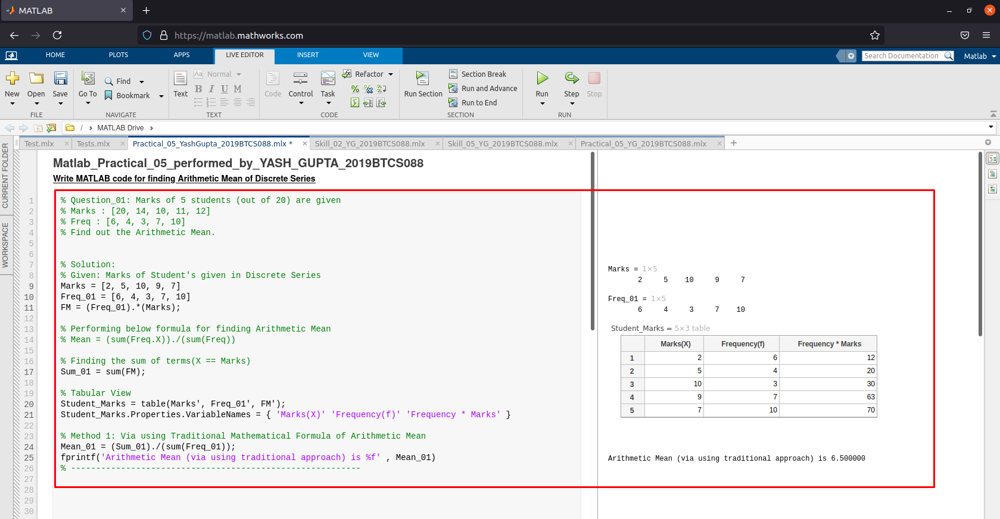 MATLAB
https://matlab.mathworks.com
HOME PLOTS APPS LIVE EDITOR INSERT VIEW
Search Documentation Matlab
New Open Save
FILE
Go To Find Bookmark
NAVIGATE
Text Aa Normal
B I U M
TEXT
Code Control Task Refactor
CODE
Run Section Section Break
Run and Advance
Run to End
SECTION
Run Step Stop
RUN
/ MATLAB Drive
Test.mlx Tests.mlx Practical_05_YashGupta_2019BTCS088.mlx * Skill_02_YG_2019BTCS088.mlx Skill_05_YG_2019BTCS088.mlx Practical_05_YG_2019BTCS088.mlx
CURRENT FOLDER
WORKSPACE
Matlab_Practical_05_performed_by_YASH_GUPTA_2019BTCS088
Write MATLAB code for finding Arithmetic Mean of Discrete Series
1 % Question_01: Marks of 5 students (out of 20) are given
2 % Marks : [20, 14, 10, 11, 12]
3 % Freq : [6, 4, 3, 7, 10]
4 % Find out the Arithmetic Mean.
5
6
7 % Solution:
8 % Given: Marks of Student's given in Discrete Series
9 Marks = [2, 5, 10, 9, 7]
10 Freq_01 = [6, 4, 3, 7, 10]
11 FM = (Freq_01).*(Marks);
12
13 % Performing below formula for finding Arithmetic Mean
14 % Mean = (sum(Freq.X))./(sum(Freq))
15
16 % Finding the sum of terms(X == Marks)
17 Sum_01 = sum(FM);
18
19 % Tabular View
20 Student_Marks = table(Marks', Freq_01', FM');
21 Student_Marks.Properties.VariableNames = { 'Marks(X)' 'Frequency(f)' 'Frequency * Marks' }
22
23 % Method 1: Via using Traditional Mathematical Formula of Arithmetic Mean
24 Mean_01 = (Sum_01)./(sum(Freq_01));
25 fprintf('Arithmetic Mean (via using traditional approach) is %f' , Mean_01)
26 % ----------------------------------------------------------
27
28
29
30
Marks = 1×5
2 5 10 9 7
Freq_01 = 1×5
6 4 3 7 10
Student_Marks = 5×3 table
Marks(X) Frequency(f) Frequency * Marks
1 2 6 12
2 5 4 20
3 10 3 30
4 9 7 63
5 7 10 70
Arithmetic Mean (via using traditional approach) is 6.500000